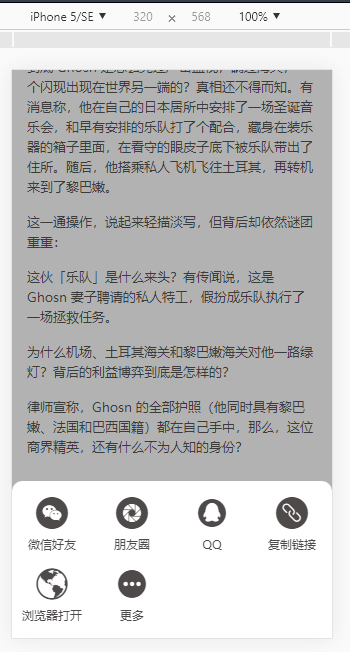 iPhone 5/SE ▼ 320 × 568 100% ▼
个闪现出现在世界另一端的？真相还不得而知。有
消息称，他在自己的日本居所中安排了一场圣诞音
乐会，和早有安排的乐队打了个配合，藏身在装乐
器的箱子里面，在看守的眼皮子底下被乐队带出了
住所。随后，他搭乘私人飞机飞往土耳其，再转机
来到了黎巴嫩。
这一通操作，说起来轻描淡写，但背后却依然谜团
重重：
这伙「乐队」是什么来头？有传闻说，这是
Ghosn 妻子聘请的私人特工，假扮成乐队执行了
一场拯救任务。
为什么机场、土耳其海关和黎巴嫩海关对他一路绿
灯？背后的利益博弈到底是怎样的？
律师宣称，Ghosn 的全部护照（他同时具有黎巴
嫩、法国和巴西国籍）都在自己手中，那么，这位
商界精英，还有什么不为人知的身份？
微信好友 朋友圈 QQ 复制链接
浏览器打开 更多